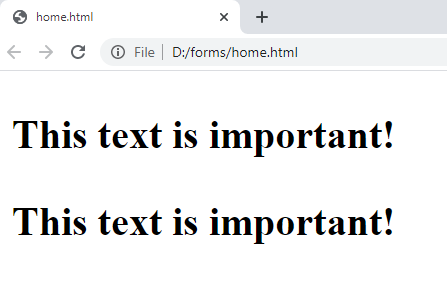 home.html
File D:/forms/home.html
This text is important!
This text is important!